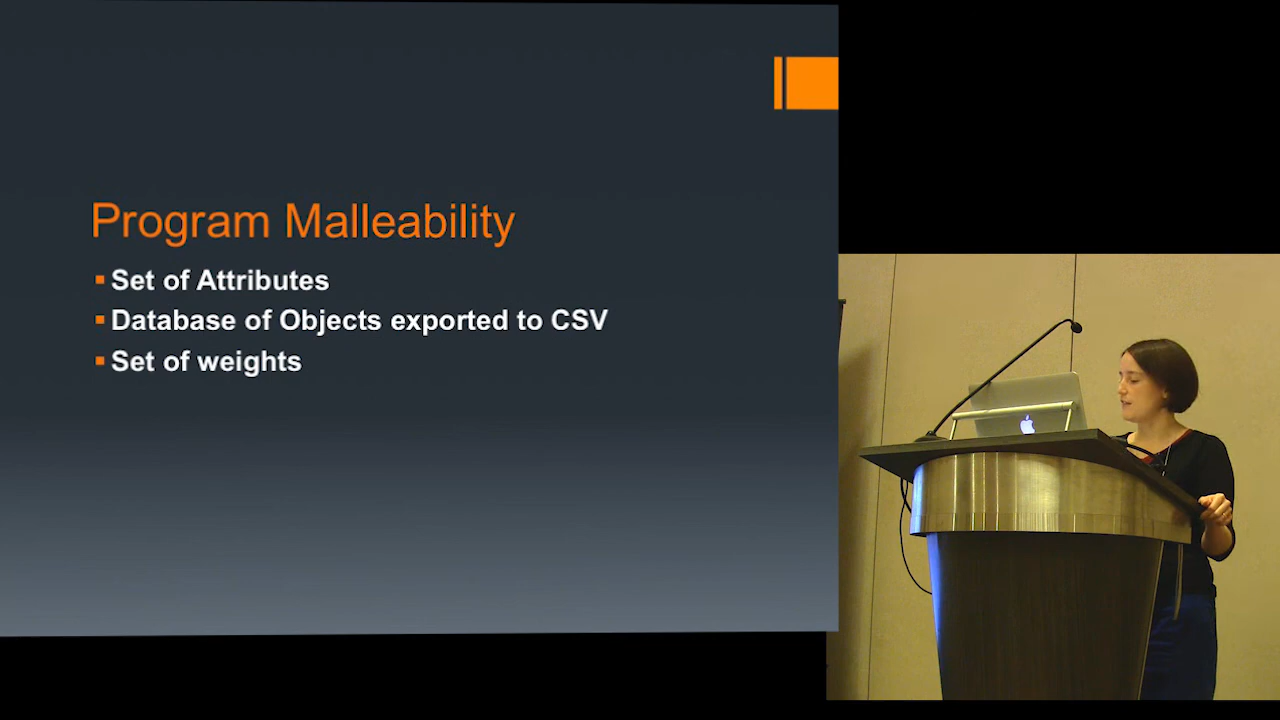 Program Malleability
Set of Attributes
Database of Objects exported to CSV
Set of weights